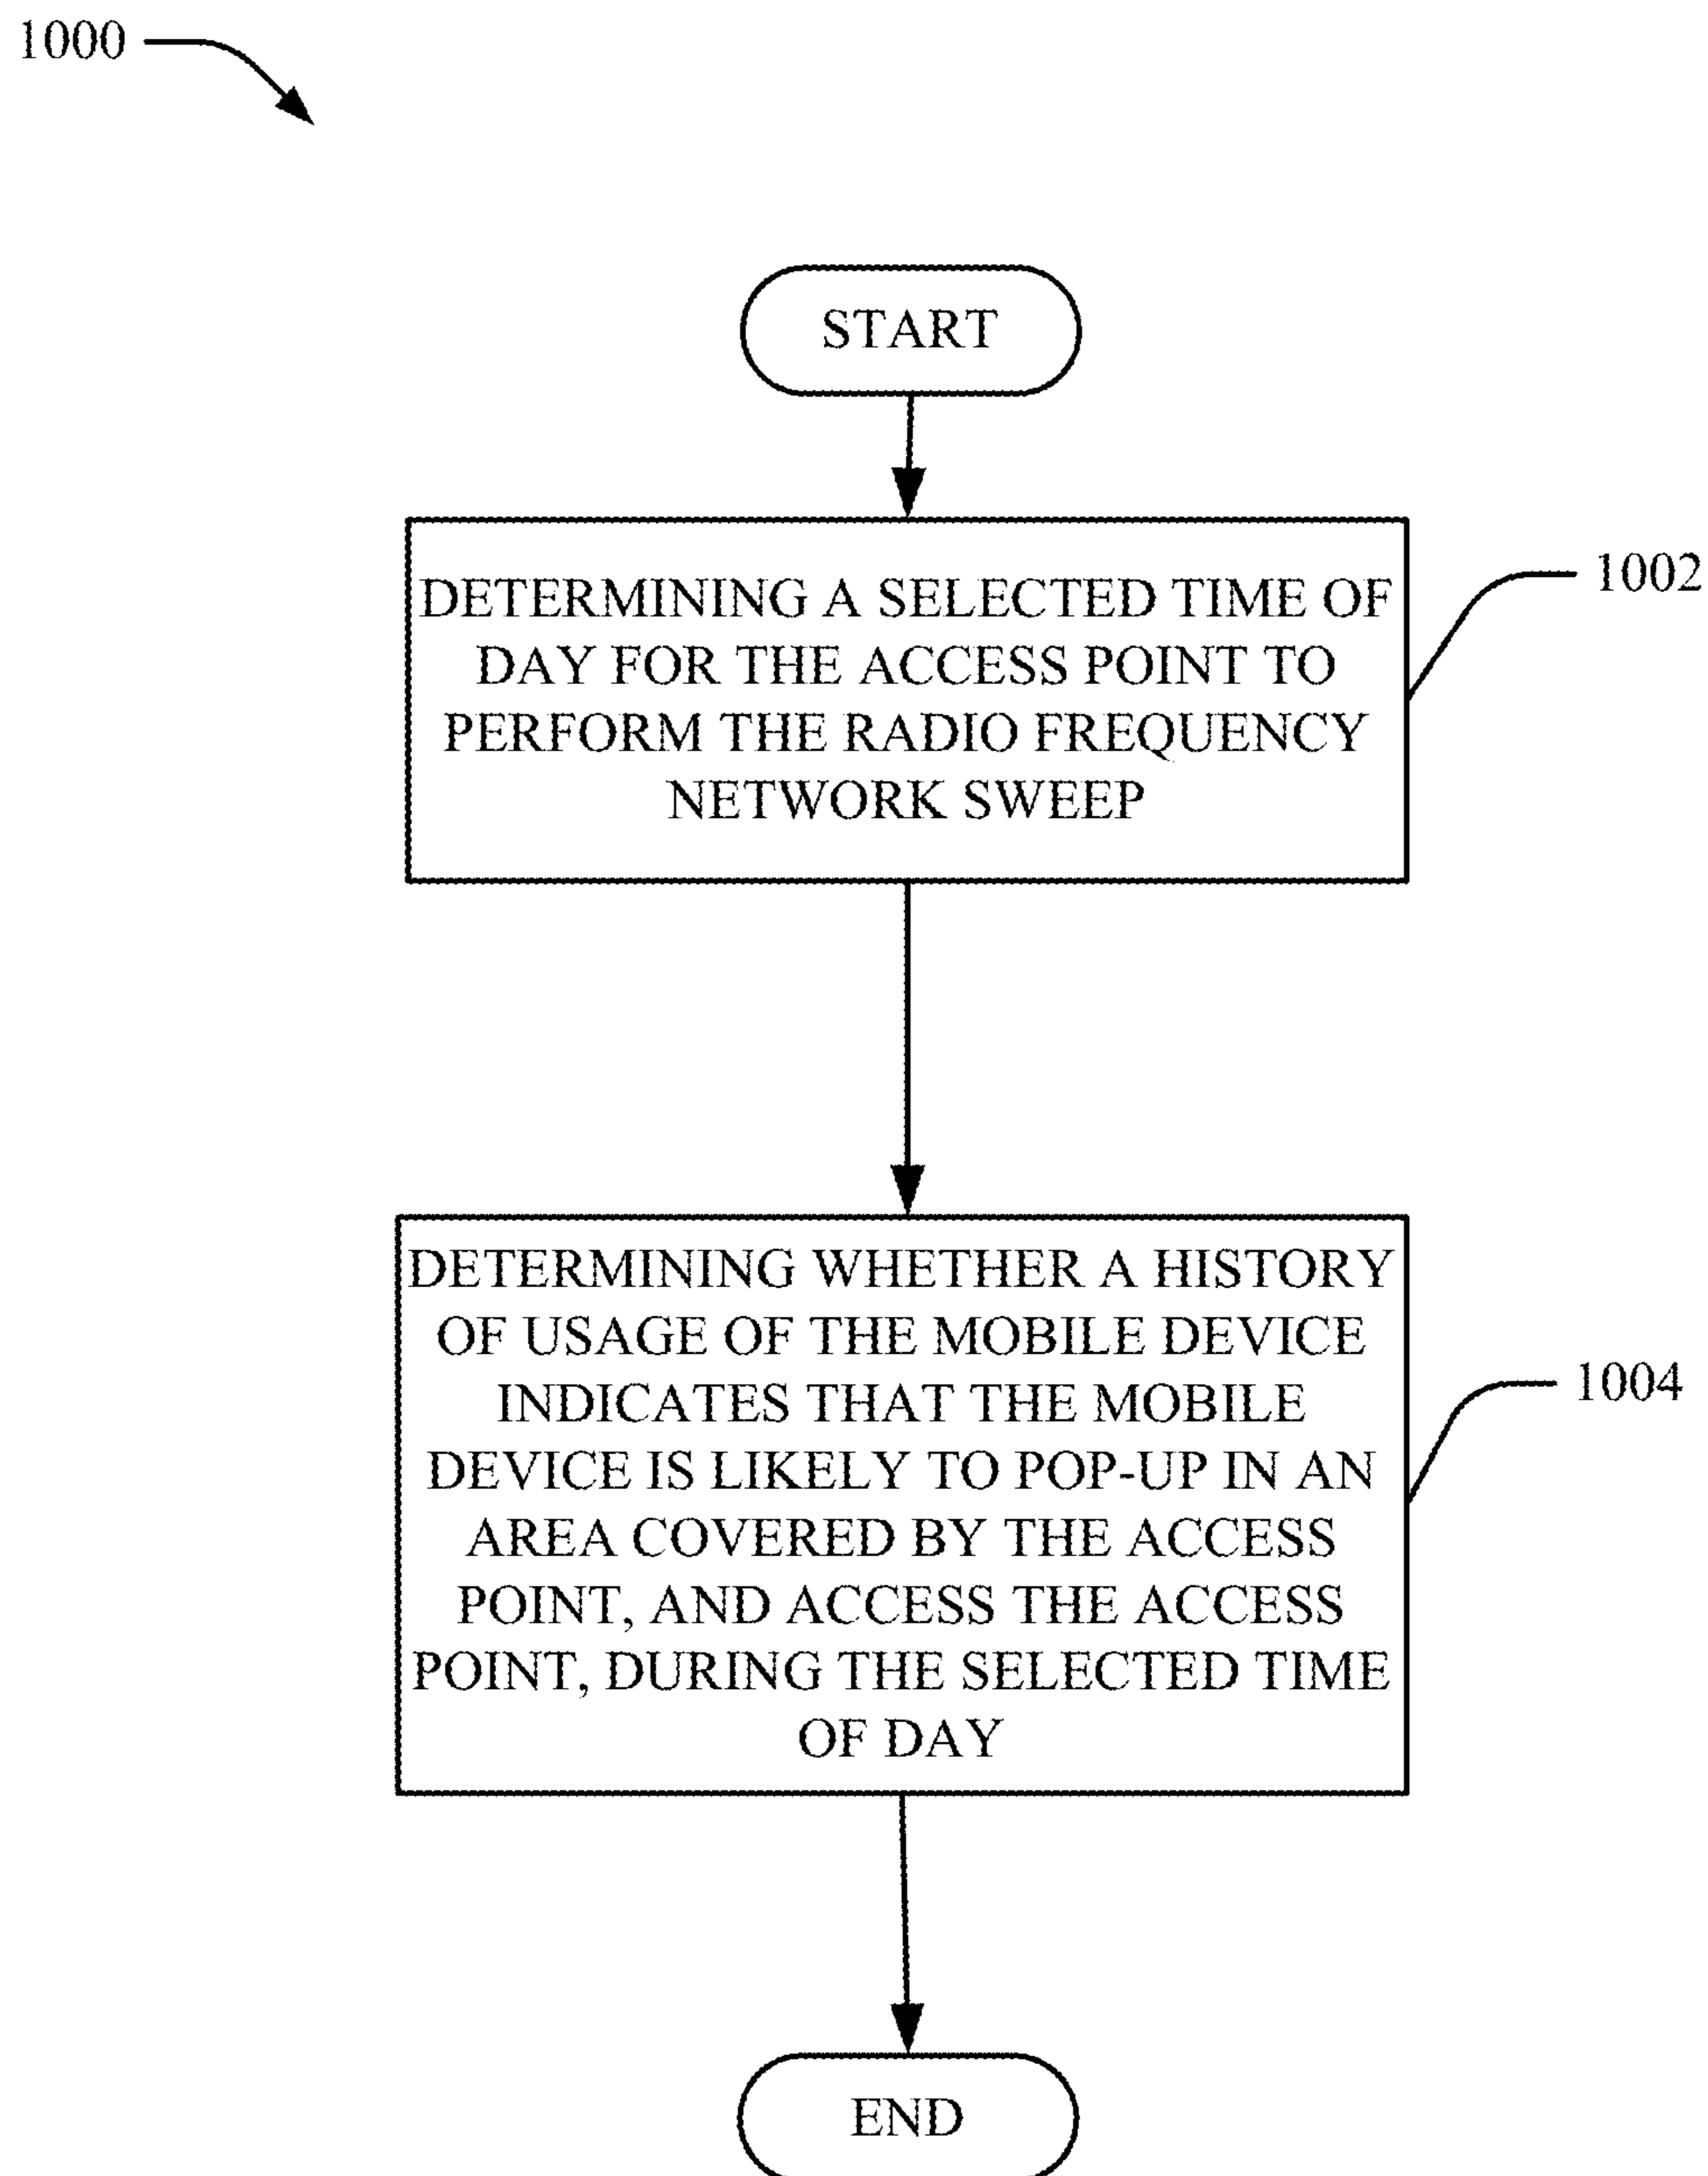 1000
START
DETERMINING A SELECTED TIME OF
DAY FOR THE ACCESS POINT TO
PERFORM THE RADIO FREQUENCY
NETWORK SWEEP
1002
DETERMINING WHETHER A HISTORY
OF USAGE OF THE MOBILE DEVICE
INDICATES THAT THE MOBILE
DEVICE IS LIKELY TO POP-UP IN AN
AREA COVERED BY THE ACCESS
POINT, AND ACCESS THE ACCESS
POINT, DURING THE SELECTED TIME
OF DAY
1004
END